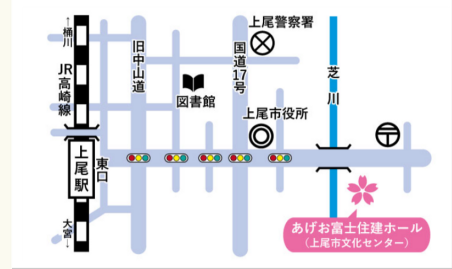 ←桶川
JR高崎線
上尾駅
東口
大宮→
旧中山道
図書館
国道17号
上尾警察署
上尾市役所
芝川
あげお富士住建ホール
（上尾市文化センター）